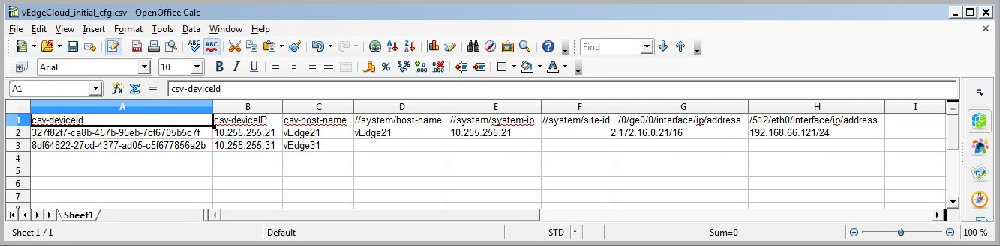 vEdgeCloud_initial_cfg.csv - OpenOffice Calc
File Edit View Insert Format Tools Data Window Help
ABC ABC Find
Arial 10 B I U A
A1 csv-deviceId
A B C D E F G H I
1 csv-deviceId csv-deviceIP csv-host-name //system/host-name //system/system-ip //system/site-id /0/ge0/0/interface/ip/address /512/eth0/interface/ip/address
2 327f82f7-ca8b-457b-95eb-7cf6705b5c7f 10.255.255.21 vEdge21 vEdge21 10.255.255.21 2 172.16.0.21/16 192.168.66.121/24
3 8df64822-27cd-4377-ad05-c5f677856a2b 10.255.255.31 vEdge31
4
5
6
7
8
Sheet1
Sheet 1 / 1 Default STD * Sum=0 100 %